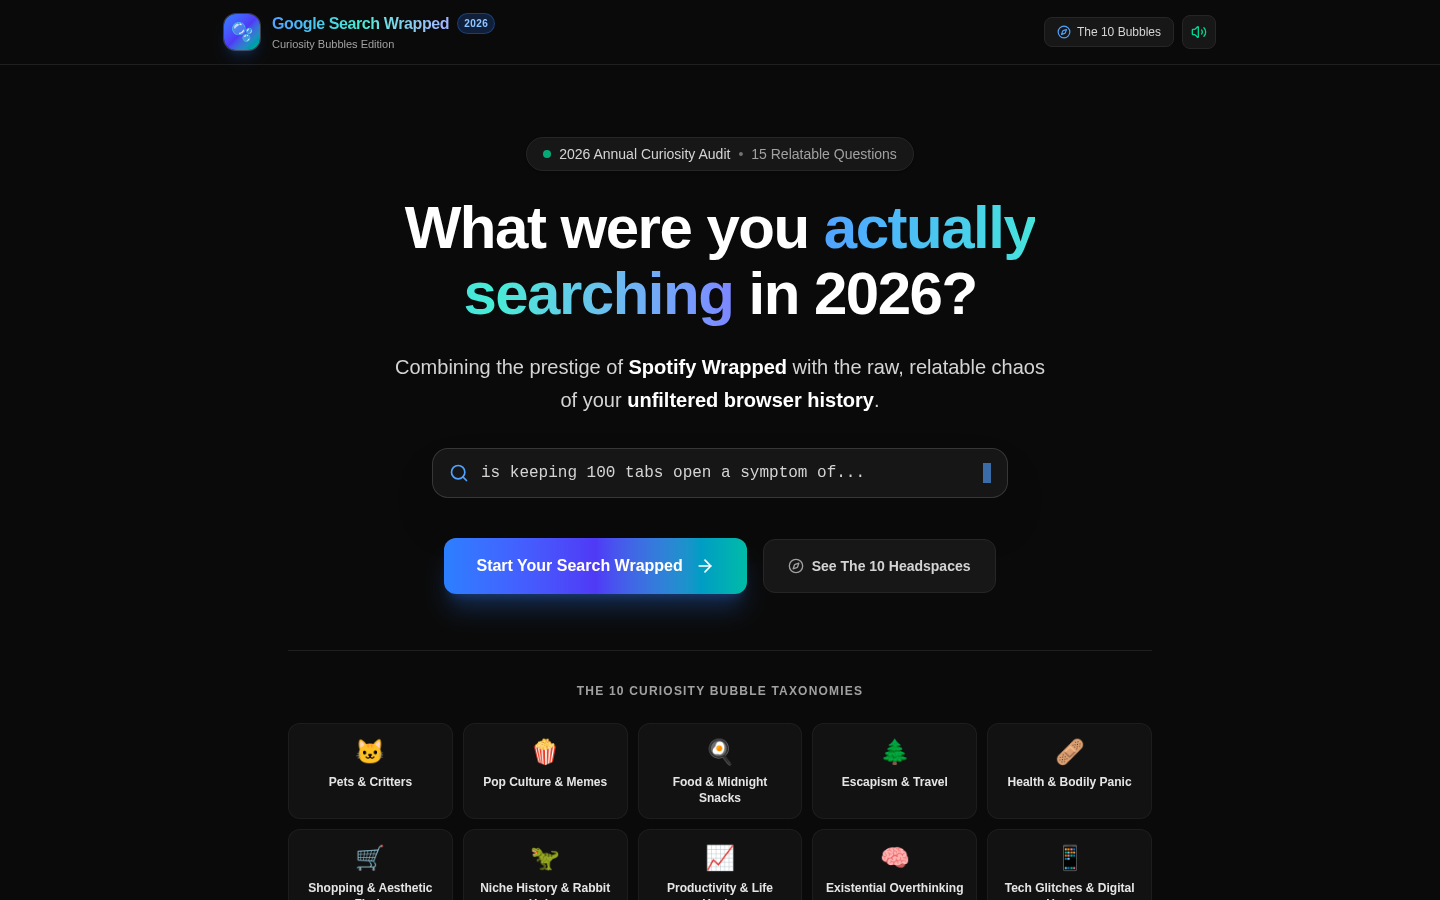 Google Search Wrapped 2026
Curiosity Bubbles Edition
The 10 Bubbles
2026 Annual Curiosity Audit • 15 Relatable Questions
What were you actually
searching in 2026?
Combining the prestige of Spotify Wrapped with the raw, relatable chaos
of your unfiltered browser history.
is keeping 100 tabs open a symptom of...
Start Your Search Wrapped
See The 10 Headspaces
THE 10 CURIOSITY BUBBLE TAXONOMIES
Pets & Critters
Pop Culture & Memes
Food & Midnight
Snacks
Escapism & Travel
Health & Bodily Panic
Shopping & Aesthetic
Niche History & Rabbit
Productivity & Life
Existential Overthinking
Tech Glitches & Digital